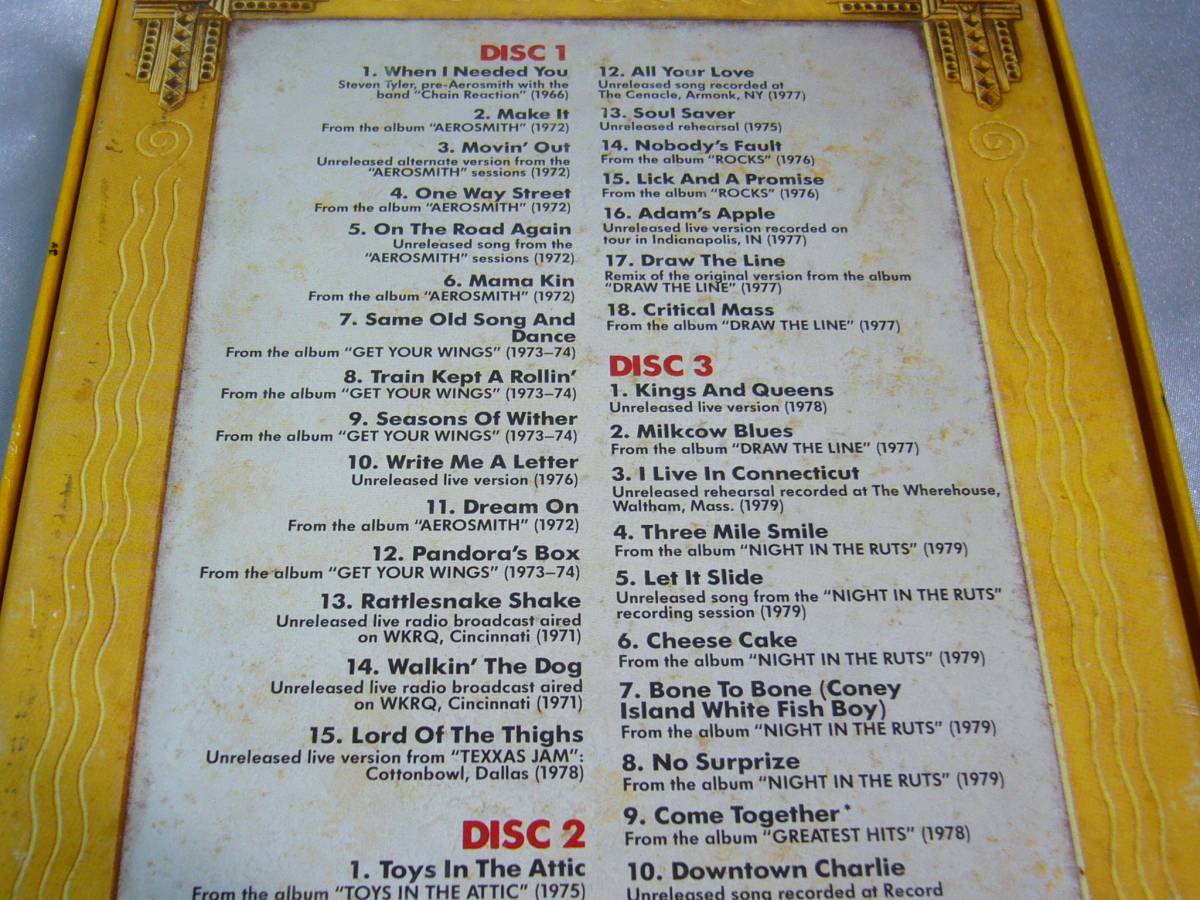 DISC 1
1. When I Needed You
Steven Tyler, pre-Aerosmith with the
band "Chain Reaction" (1966)
2. Make It
From the album "AEROSMITH" (1972)
3. Movin' Out
Unreleased alternate version from the
"AEROSMITH" sessions (1972)
4. One Way Street
From the album "AEROSMITH" (1972)
5. On The Road Again
Unreleased song from the
"AEROSMITH" sessions (1972)
6. Mama Kin
From the album "AEROSMITH" (1972)
7. Same Old Song And
Dance
From the album "GET YOUR WINGS" (1973–74)
8. Train Kept A Rollin'
From the album "GET YOUR WINGS" (1973–74)
9. Seasons Of Wither
From the album "GET YOUR WINGS" (1973–74)
10. Write Me A Letter
Unreleased live version (1976)
11. Dream On
From the album "AEROSMITH" (1972)
12. Pandora's Box
From the album "GET YOUR WINGS" (1973–74)
13. Rattlesnake Shake
Unreleased live radio broadcast aired
on WKRQ, Cincinnati (1971)
14. Walkin' The Dog
Unreleased live radio broadcast aired
on WKRQ, Cincinnati (1971)
15. Lord Of The Thighs
Unreleased live version from "TEXXAS JAM":
Cottonbowl, Dallas (1978)
DISC 2
1. Toys In The Attic
From the album "TOYS IN THE ATTIC" (1975)
12. All Your Love
Unreleased song recorded at
The Cenacle, Armonk, NY (1977)
13. Soul Saver
Unreleased rehearsal (1975)
14. Nobody's Fault
From the album "ROCKS" (1976)
15. Lick And A Promise
From the album "ROCKS" (1976)
16. Adam's Apple
Unreleased live version recorded on
tour in Indianapolis, IN (1977)
17. Draw The Line
Remix of the original version from the album
"DRAW THE LINE" (1977)
18. Critical Mass
From the album "DRAW THE LINE" (1977)
DISC 3
1. Kings And Queens
Unreleased live version (1978)
2. Milkcow Blues
From the album "DRAW THE LINE" (1977)
3. I Live In Connecticut
Unreleased rehearsal recorded at The Wherehouse,
Waltham, Mass. (1979)
4. Three Mile Smile
From the album "NIGHT IN THE RUTS" (1979)
5. Let It Slide
Unreleased song from the "NIGHT IN THE RUTS"
recording session (1979)
6. Cheese Cake
From the album "NIGHT IN THE RUTS" (1979)
7. Bone To Bone (Coney
Island White Fish Boy)
From the album "NIGHT IN THE RUTS" (1979)
8. No Surprize
From the album "NIGHT IN THE RUTS" (1979)
9. Come Together*
From the album "GREATEST HITS" (1978)
10. Downtown Charlie
Unreleased song recorded at Record